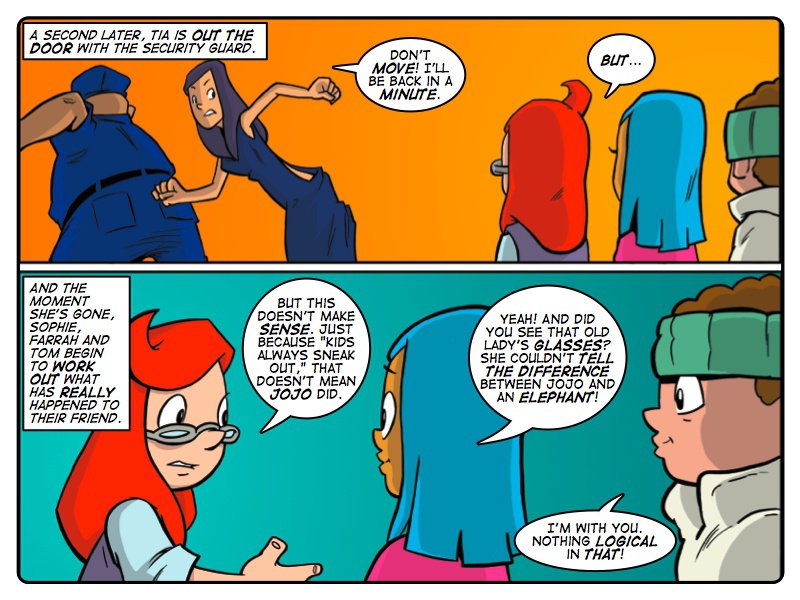 A SECOND LATER, TIA IS OUT THE
DOOR WITH THE SECURITY GUARD.
DON'T
MOVE! I'LL
BE BACK IN A
MINUTE.
BUT...
AND THE
MOMENT
SHE'S GONE,
SOPHIE,
FARRAH AND
TOM BEGIN
TO WORK
OUT WHAT
HAS REALLY
HAPPENED TO
THEIR FRIEND.
BUT THIS
DOESN'T MAKE
SENSE. JUST
BECAUSE "KIDS
ALWAYS SNEAK
OUT," THAT
DOESN'T MEAN
JOJO DID.
YEAH! AND DID
YOU SEE THAT OLD
LADY'S GLASSES?
SHE COULDN'T TELL
THE DIFFERENCE
BETWEEN JOJO AND
AN ELEPHANT!
I'M WITH YOU.
NOTHING LOGICAL
IN THAT!